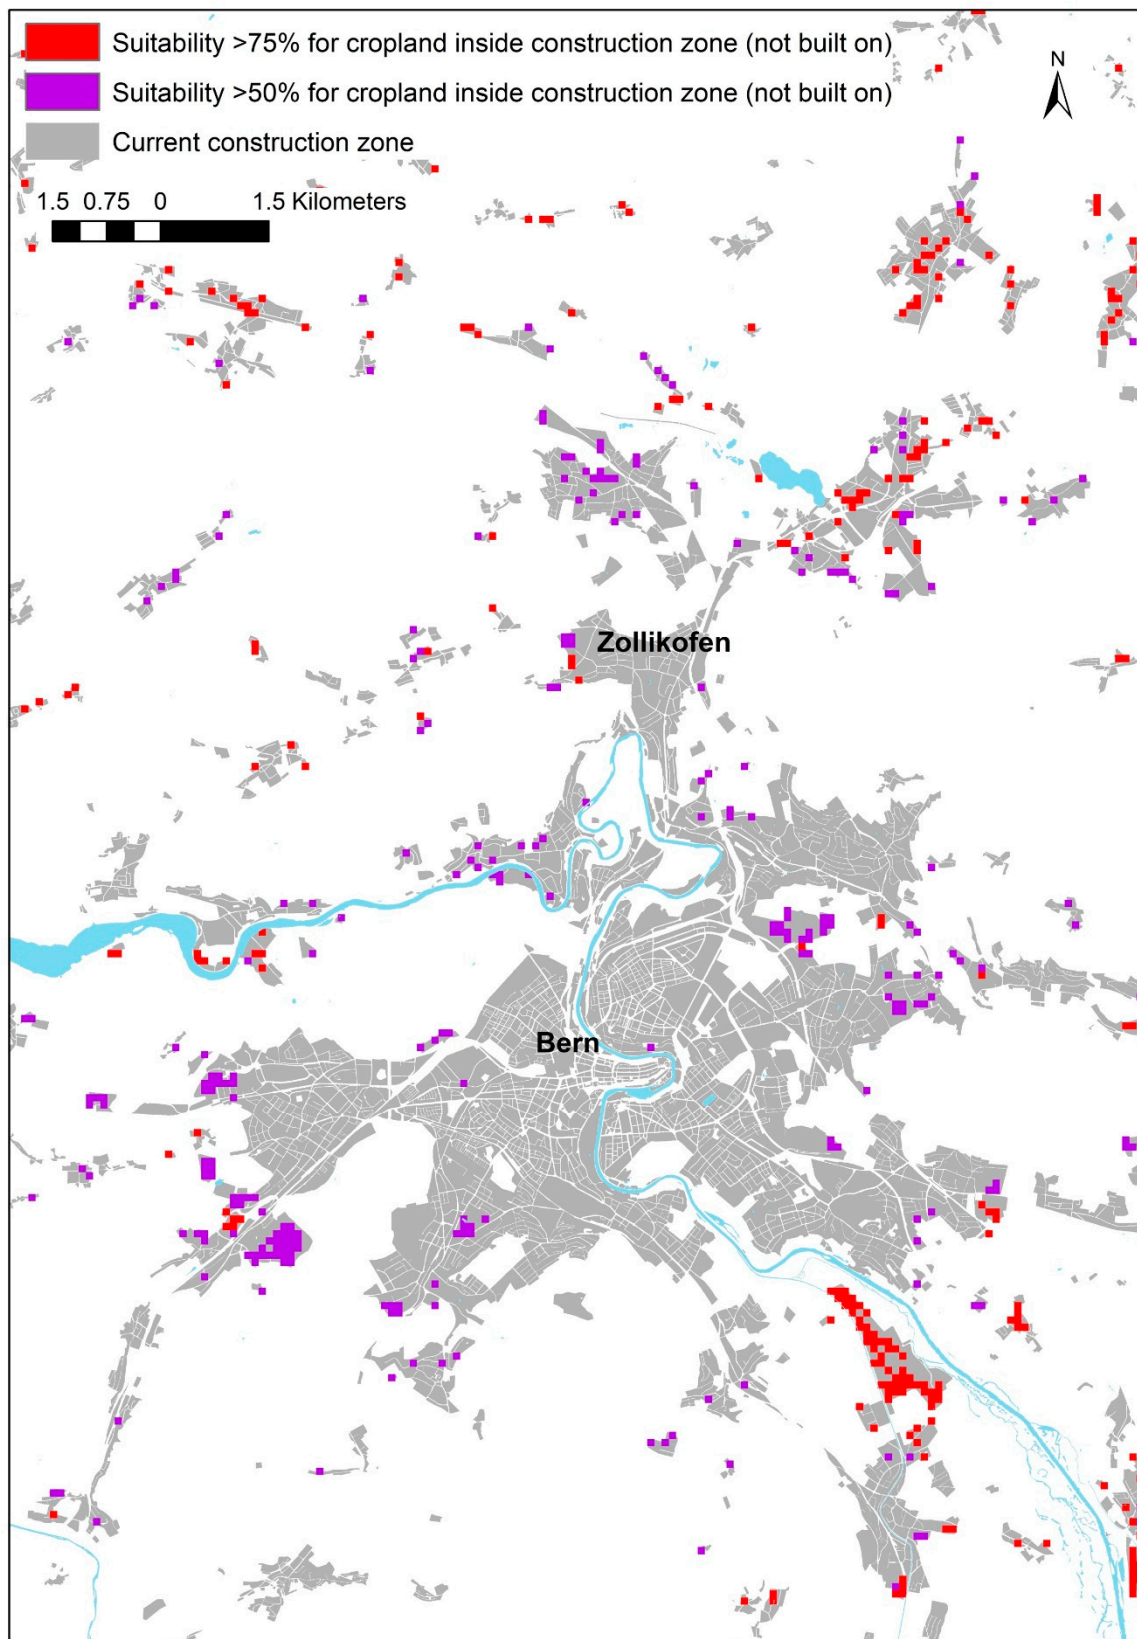 Suitability >75% for cropland inside construction zone (not built on)
N
Suitability >50% for cropland inside construction zone (not built on)
Current construction zone
1.5 0.75 0 1.5 Kilometers
Zollikofen
Bern